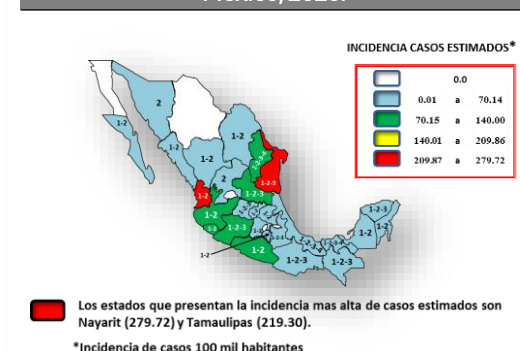 México, 2020.
INCIDENCIA CASOS ESTIMADOS*
0.0
0.01 a 70.14
70.15 a 140.00
140.01 a 209.86
209.87 a 279.72
2
1-2
1-2
1-2
1-2
2
1-2-3
1-2
1-2-3
1-2
1-2-3
1-2
1-2-3
1-2
1-2
1-2-3
1-2-3
1-2
1-2
Los estados que presentan la incidencia mas alta de casos estimados son
Nayarit (279.72) y Tamaulipas (219.30).
*Incidencia de casos 100 mil habitantes